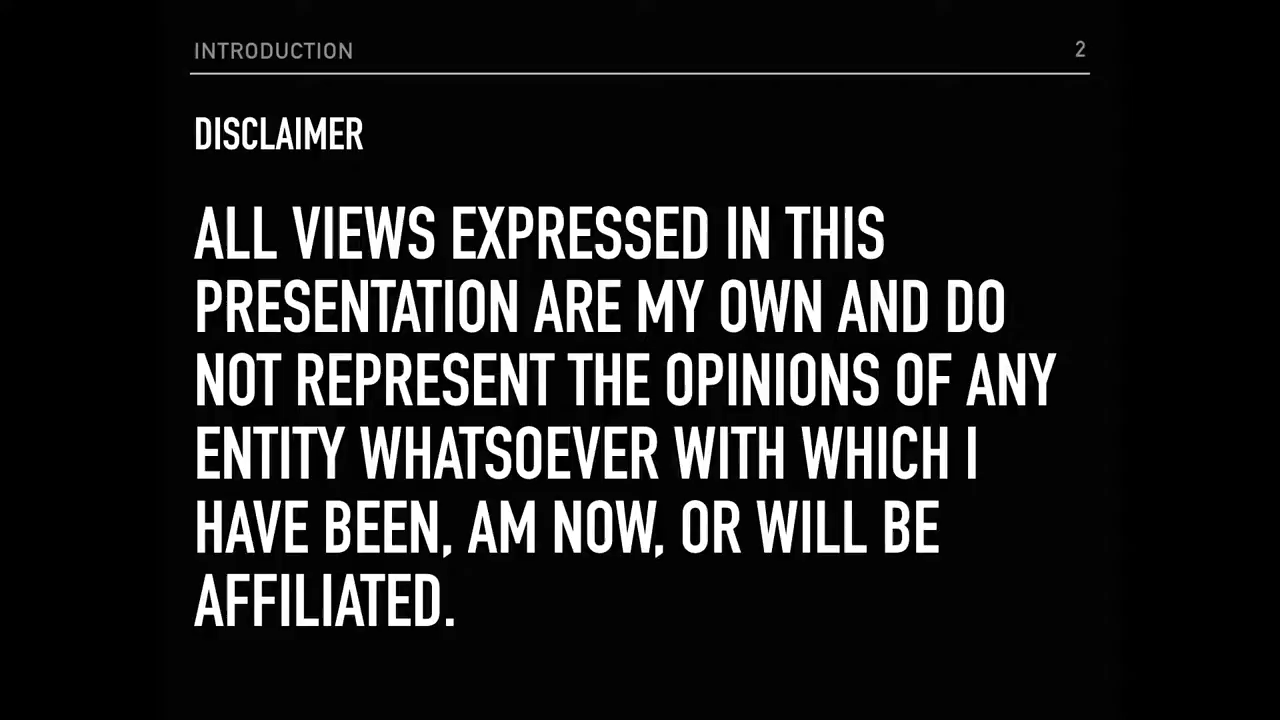 INTRODUCTION
2
DISCLAIMER
ALL VIEWS EXPRESSED IN THIS
PRESENTATION ARE MY OWN AND DO
NOT REPRESENT THE OPINIONS OF ANY
ENTITY WHATSOEVER WITH WHICH I
HAVE BEEN, AM NOW, OR WILL BE
AFFILIATED.